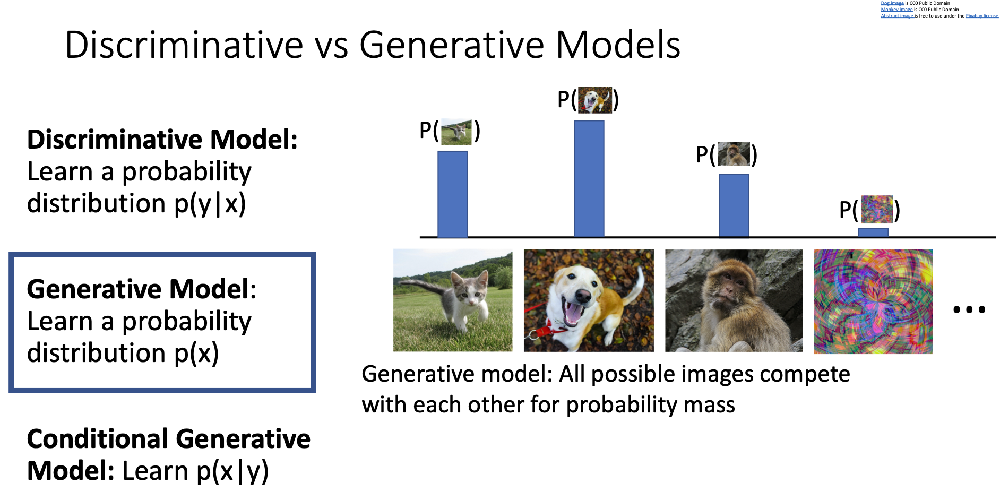 Dog image is CC0 Public Domain
Monkey image is CC0 Public Domain
Abstract image is free to use under the Pixabay license
Discriminative vs Generative Models
Discriminative Model:
Learn a probability
distribution p(y|x)
Generative Model:
Learn a probability
distribution p(x)
Conditional Generative
Model: Learn p(x|y)
P( )
P( )
P( )
P( )
...
Generative model: All possible images compete
with each other for probability mass